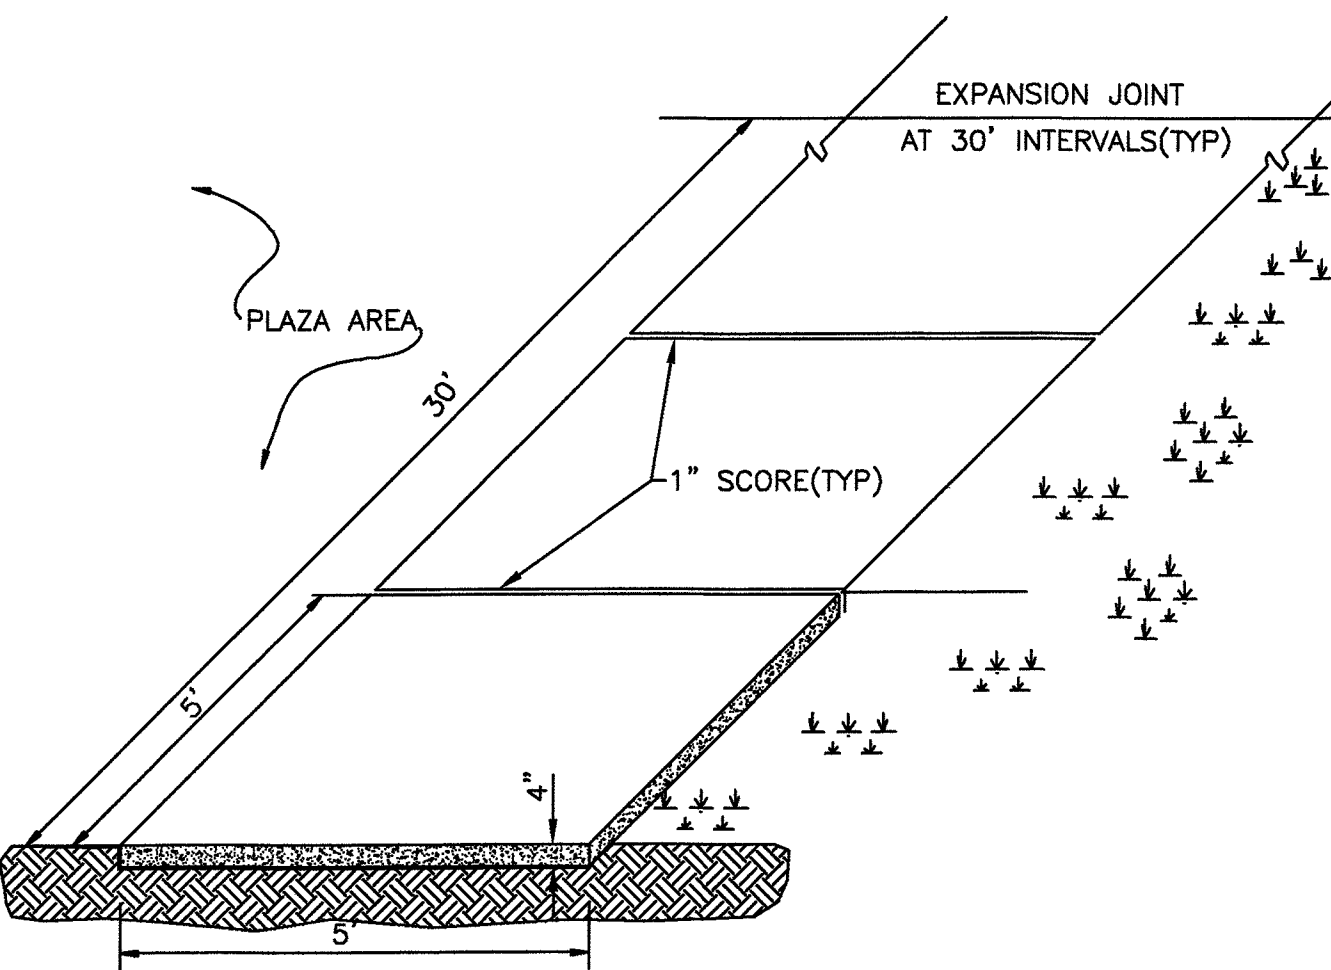 EXPANSION JOINT
AT 30' INTERVALS(TYP)
PLAZA AREA
30'
1" SCORE(TYP)
5'
4"
5'